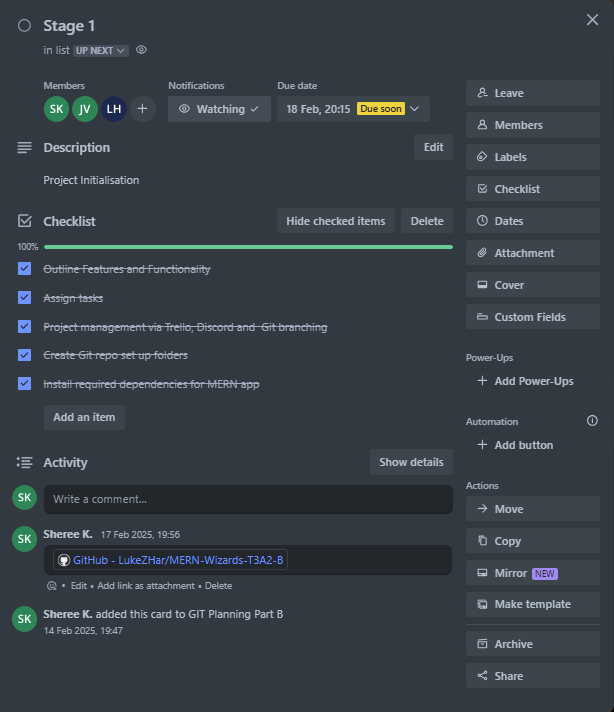 Stage 1
in list UP NEXT
Members
SK JV LH
Notifications
Watching
Due date
18 Feb, 20:15 Due soon
Description
Edit
Project Initialisation
Checklist
Hide checked items
Delete
100%
Outline Features and Functionality
Assign tasks
Project management via Trello, Discord and Git branching
Create Git repo set up folders
Install required dependencies for MERN app
Add an item
Activity
Show details
SK
Write a comment...
SK
Sheree K. 17 Feb 2025, 19:56
GitHub - LukeZHar/MERN-Wizards-T3A2-B
• Edit • Add link as attachment • Delete
SK
Sheree K. added this card to GIT Planning Part B
14 Feb 2025, 19:47
Leave
Members
Labels
Checklist
Dates
Attachment
Cover
Custom Fields
Power-Ups
Add Power-Ups
Automation
Add button
Actions
Move
Copy
Mirror NEW
Make template
Archive
Share